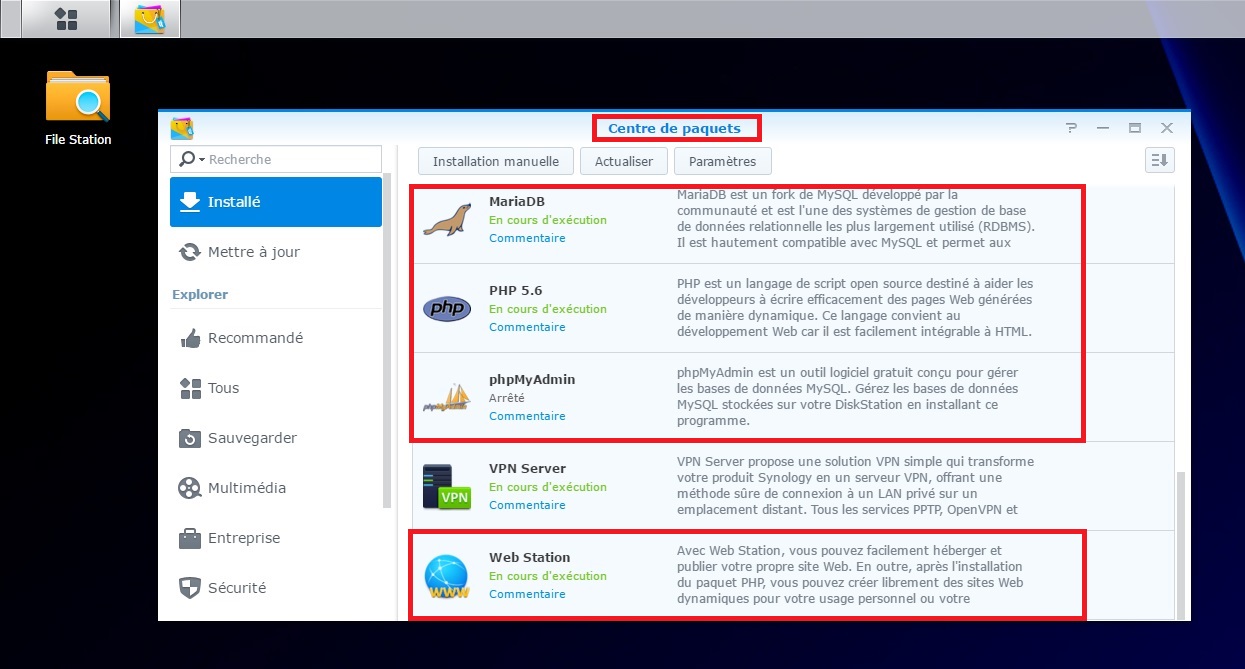 File Station
Centre de paquets
Recherche
Installation manuelle
Actualiser
Paramètres
Installé
Mettre à jour
Explorer
Recommandé
Tous
Sauvegarder
Multimédia
Entreprise
Sécurité
MariaDB
En cours d'exécution
Commentaire
MariaDB est un fork de MySQL développé par la
communauté et est l'une des systèmes de gestion de base
de données relationnelle les plus largement utilisé (RDBMS).
Il est hautement compatible avec MySQL et permet aux
php
PHP 5.6
En cours d'exécution
Commentaire
PHP est un langage de script open source destiné à aider les
développeurs à écrire efficacement des pages Web générées
de manière dynamique. Ce langage convient au
développement Web car il est facilement intégrable à HTML.
phpMyAdmin
phpMyAdmin
Arrêté
Commentaire
phpMyAdmin est un outil logiciel gratuit conçu pour gérer
les bases de données MySQL. Gérez les bases de données
MySQL stockées sur votre DiskStation en installant ce
programme.
VPN
VPN Server
En cours d'exécution
Commentaire
VPN Server propose une solution VPN simple qui transforme
votre produit Synology en un serveur VPN, offrant une
méthode sûre de connexion à un LAN privé sur un
emplacement distant. Tous les services PPTP, OpenVPN et
WWW
Web Station
En cours d'exécution
Commentaire
Avec Web Station, vous pouvez facilement héberger et
publier votre propre site Web. En outre, après l'installation
du paquet PHP, vous pouvez créer librement des sites Web
dynamiques pour votre usage personnel ou votre